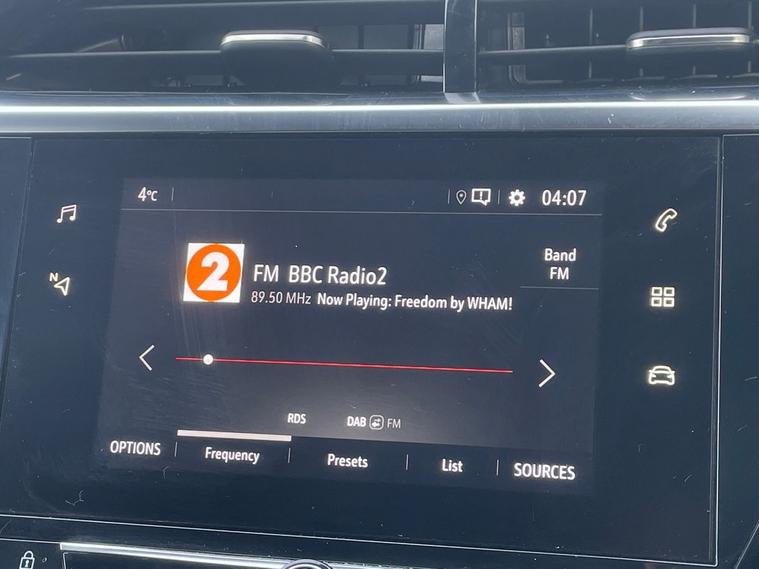 4°C
04:07
N
2
FM BBC Radio2
89.50 MHz Now Playing: Freedom by WHAM!
Band
FM
RDS
DAB FM
OPTIONS
Frequency
Presets
List
SOURCES